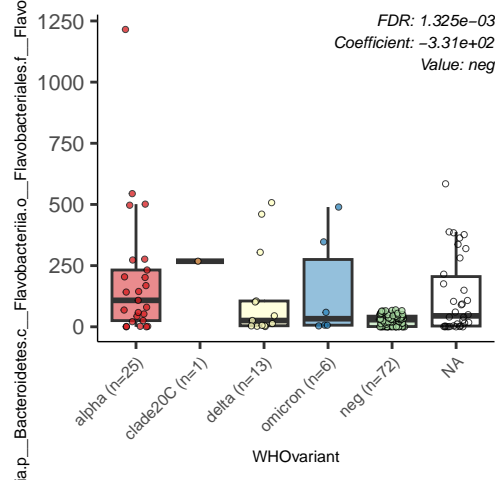 ia.p__Bacteroidetes.c__Flavobacteriia.o__Flavobacteriales.f__Flavo
1250
1000
750
500
250
0
FDR: 1.325e−03
Coefficient: −3.31e+02
Value: neg
alpha (n=25)
clade20C (n=1)
delta (n=13)
omicron (n=6)
neg (n=72)
NA
WHOvariant